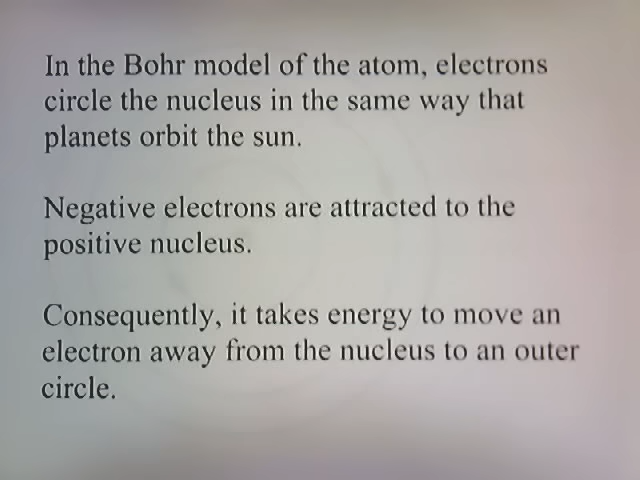 In the Bohr model of the atom, electrons
circle the nucleus in the same way that
planets orbit the sun.
Negative electrons are attracted to the
positive nucleus.
Consequently, it takes energy to move an
electron away from the nucleus to an outer
circle.